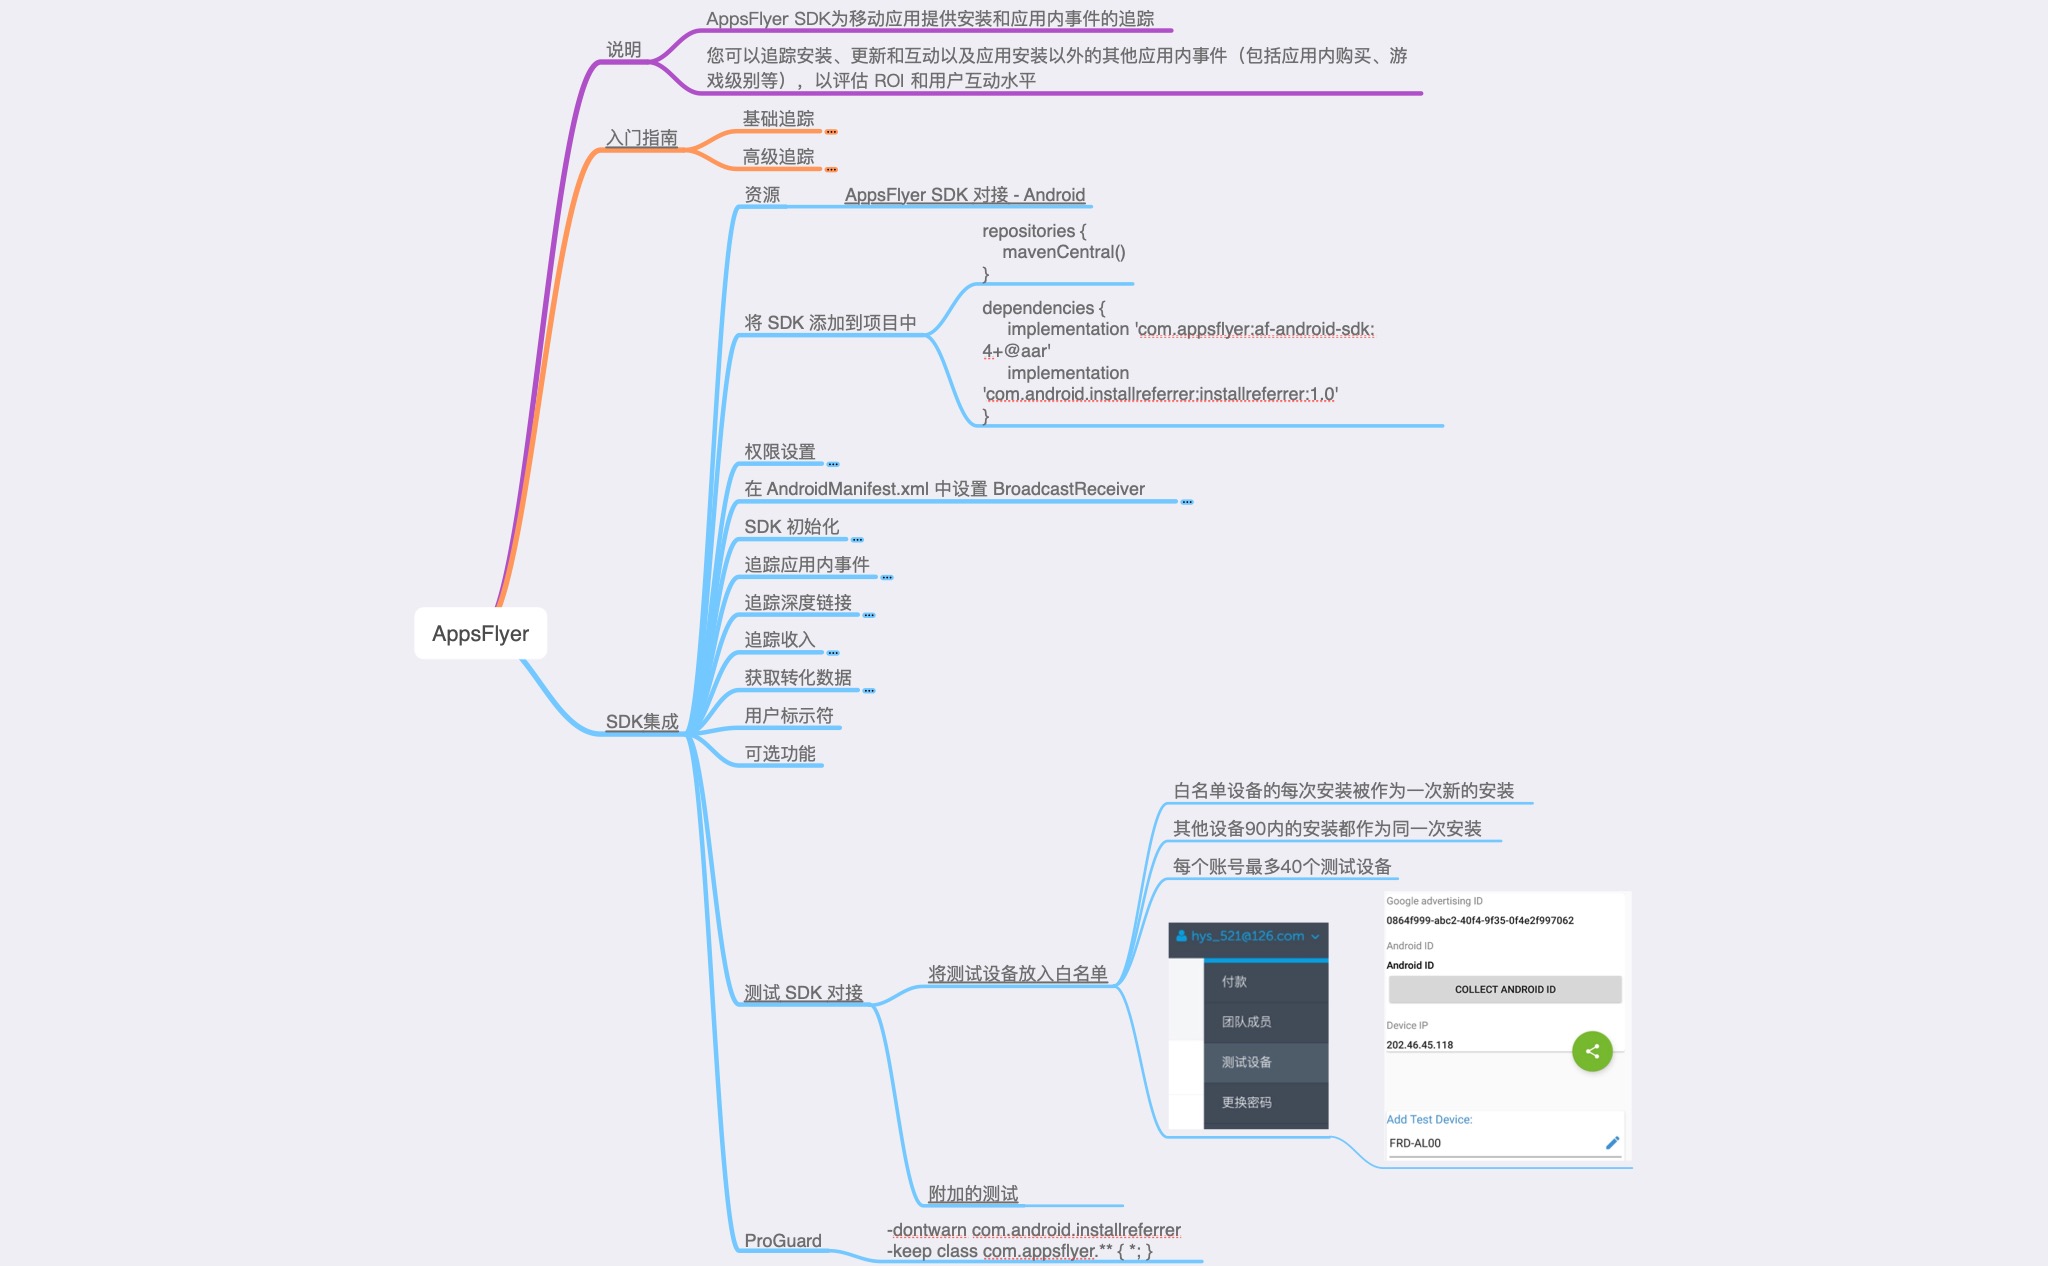 AppsFlyer
说明
AppsFlyer SDK为移动应用提供安装和应用内事件的追踪
您可以追踪安装、更新和互动以及应用安装以外的其他应用内事件（包括应用内购买、游
戏级别等），以评估 ROI 和用户互动水平
入门指南
基础追踪
高级追踪
SDK集成
资源
AppsFlyer SDK 对接 - Android
将 SDK 添加到项目中
repositories {
mavenCentral()
}
dependencies {
implementation 'com.appsflyer:af-android-sdk:
4+@aar'
implementation
'com.android.installreferrer:installreferrer:1.0'
}
权限设置
在 AndroidManifest.xml 中设置 BroadcastReceiver
SDK 初始化
追踪应用内事件
追踪深度链接
追踪收入
获取转化数据
用户标示符
可选功能
测试 SDK 对接
将测试设备放入白名单
白名单设备的每次安装被作为一次新的安装
其他设备90内的安装都作为同一次安装
每个账号最多40个测试设备
hys_521@126.com
付款
团队成员
测试设备
更换密码
Google advertising ID
0864f999-abc2-40f4-9f35-0f4e2f997062
Android ID
Android ID
COLLECT ANDROID ID
Device IP
202.46.45.118
Add Test Device:
FRD-AL00
附加的测试
ProGuard
-dontwarn com.android.installreferrer
-keep class com.appsflyer.** { *; }